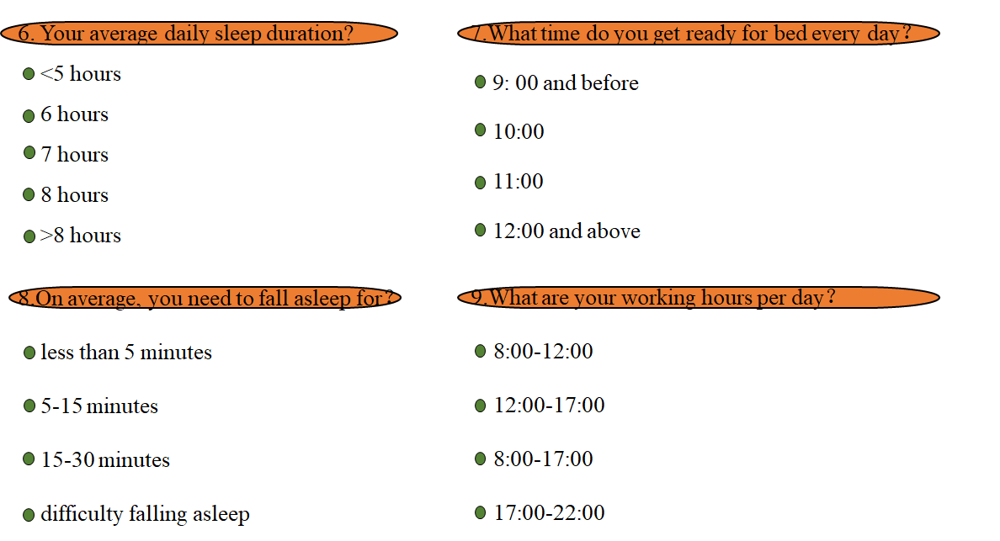 6. Your average daily sleep duration?
<5 hours
6 hours
7 hours
8 hours
>8 hours
7.What time do you get ready for bed every day？
9: 00 and before
10:00
11:00
12:00 and above
8.On average, you need to fall asleep for？
less than 5 minutes
5-15 minutes
15-30 minutes
difficulty falling asleep
9.What are your working hours per day？
8:00-12:00
12:00-17:00
8:00-17:00
17:00-22:00